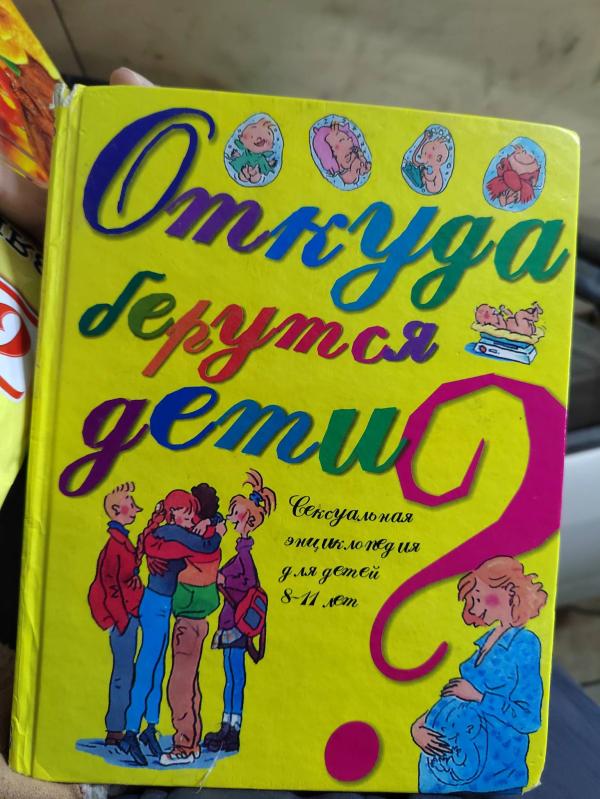 Откуда
берутся
дети?
Сексуальная
энциклопедия
для детей
8-11 лет